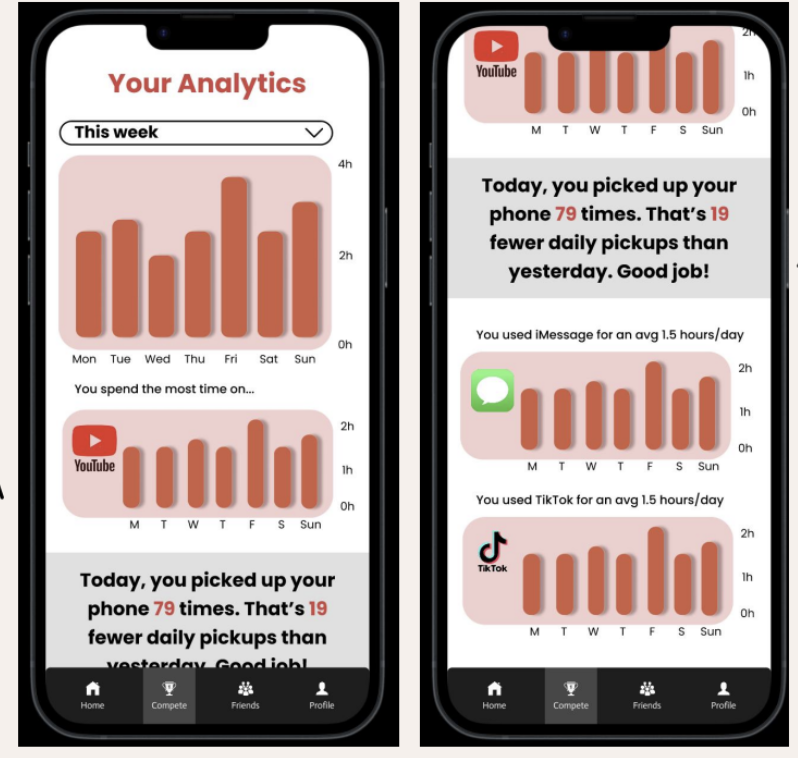 Your Analytics
This week
4h
2h
0h
Mon Tue Wed Thu Fri Sat Sun
You spend the most time on...
YouTube
2h
1h
0h
M T W T F S Sun
Today, you picked up your
phone 79 times. That's 19
fewer daily pickups than
yesterday. Good job!
Home Compete Friends Profile
2h
YouTube
1h
0h
M T W T F S Sun
Today, you picked up your
phone 79 times. That's 19
fewer daily pickups than
yesterday. Good job!
You used iMessage for an avg 1.5 hours/day
2h
1h
0h
M T W T F S Sun
You used TikTok for an avg 1.5 hours/day
TikTok
2h
1h
0h
M T W T F S Sun
Home Compete Friends Profile